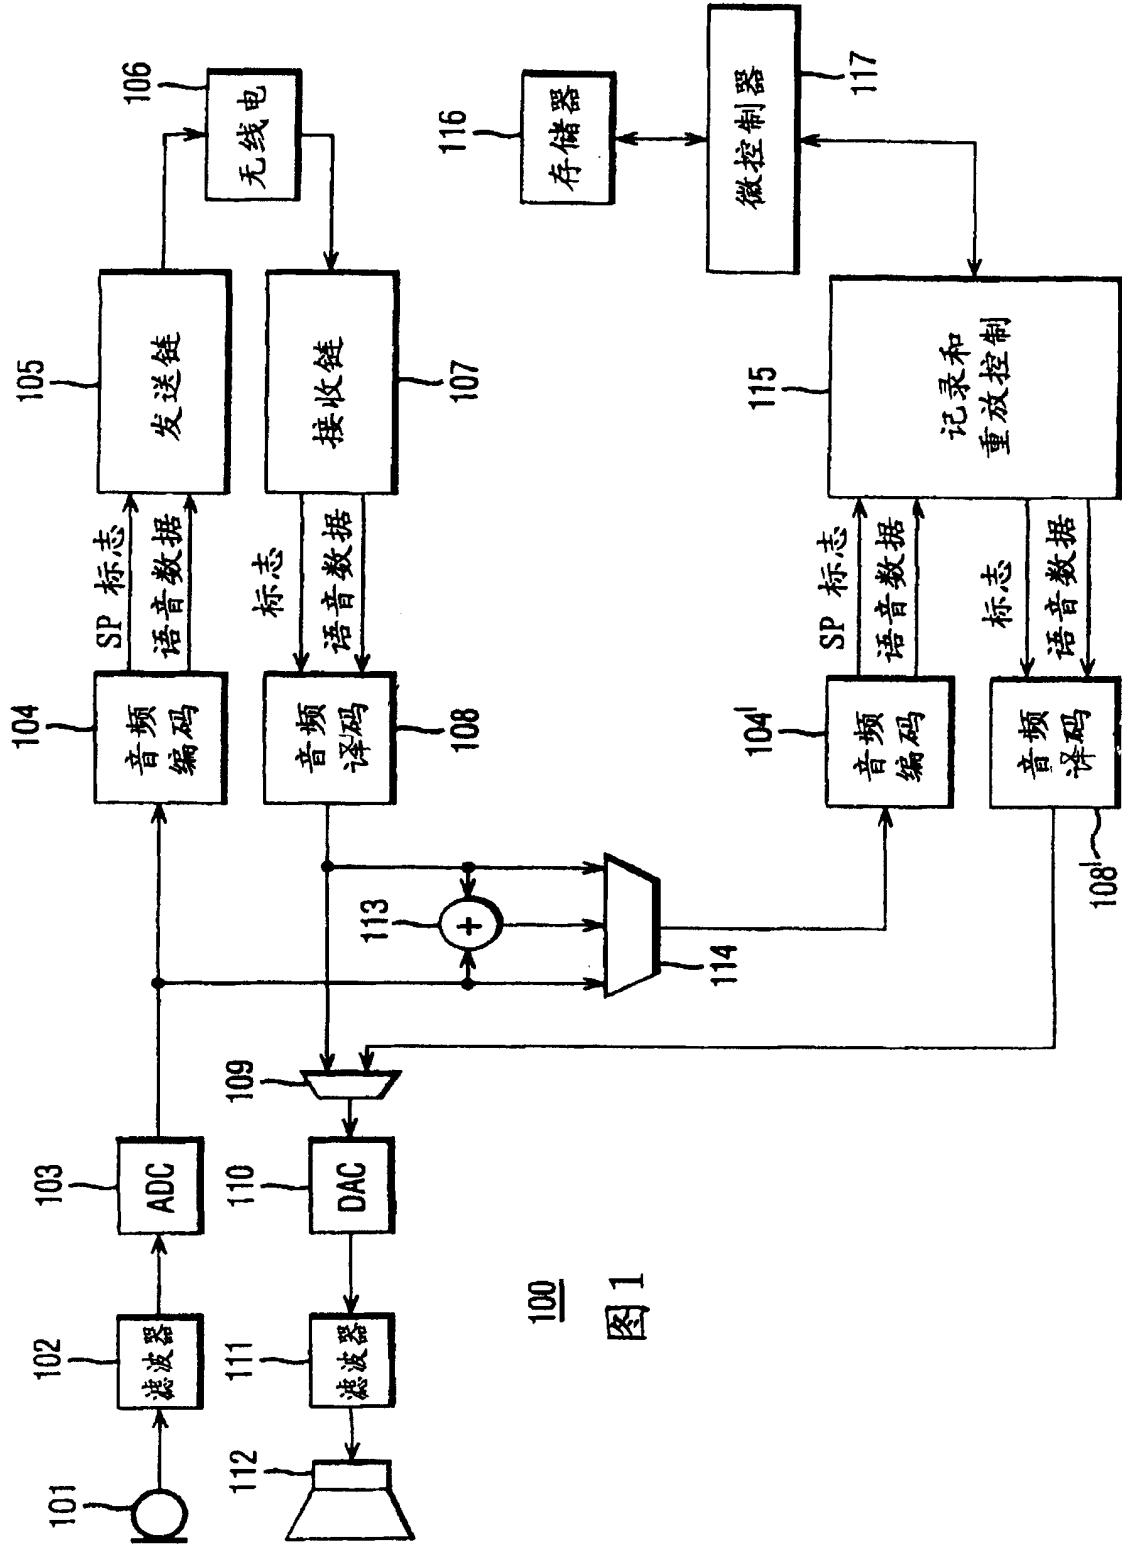 101
102
滤波器
103
ADC
104
音频
编码
SP 标志
语音数据
105
发送链
106
无线电
112
111
滤波器
110
DAC
109
108
音频
译码
标志
语音数据
107
接收链
113
114
116
存储器
117
微控制器
104'
音频
编码
SP 标志
语音数据
115
记录和
重放控制
108'
音频
译码
标志
语音数据
100
图1